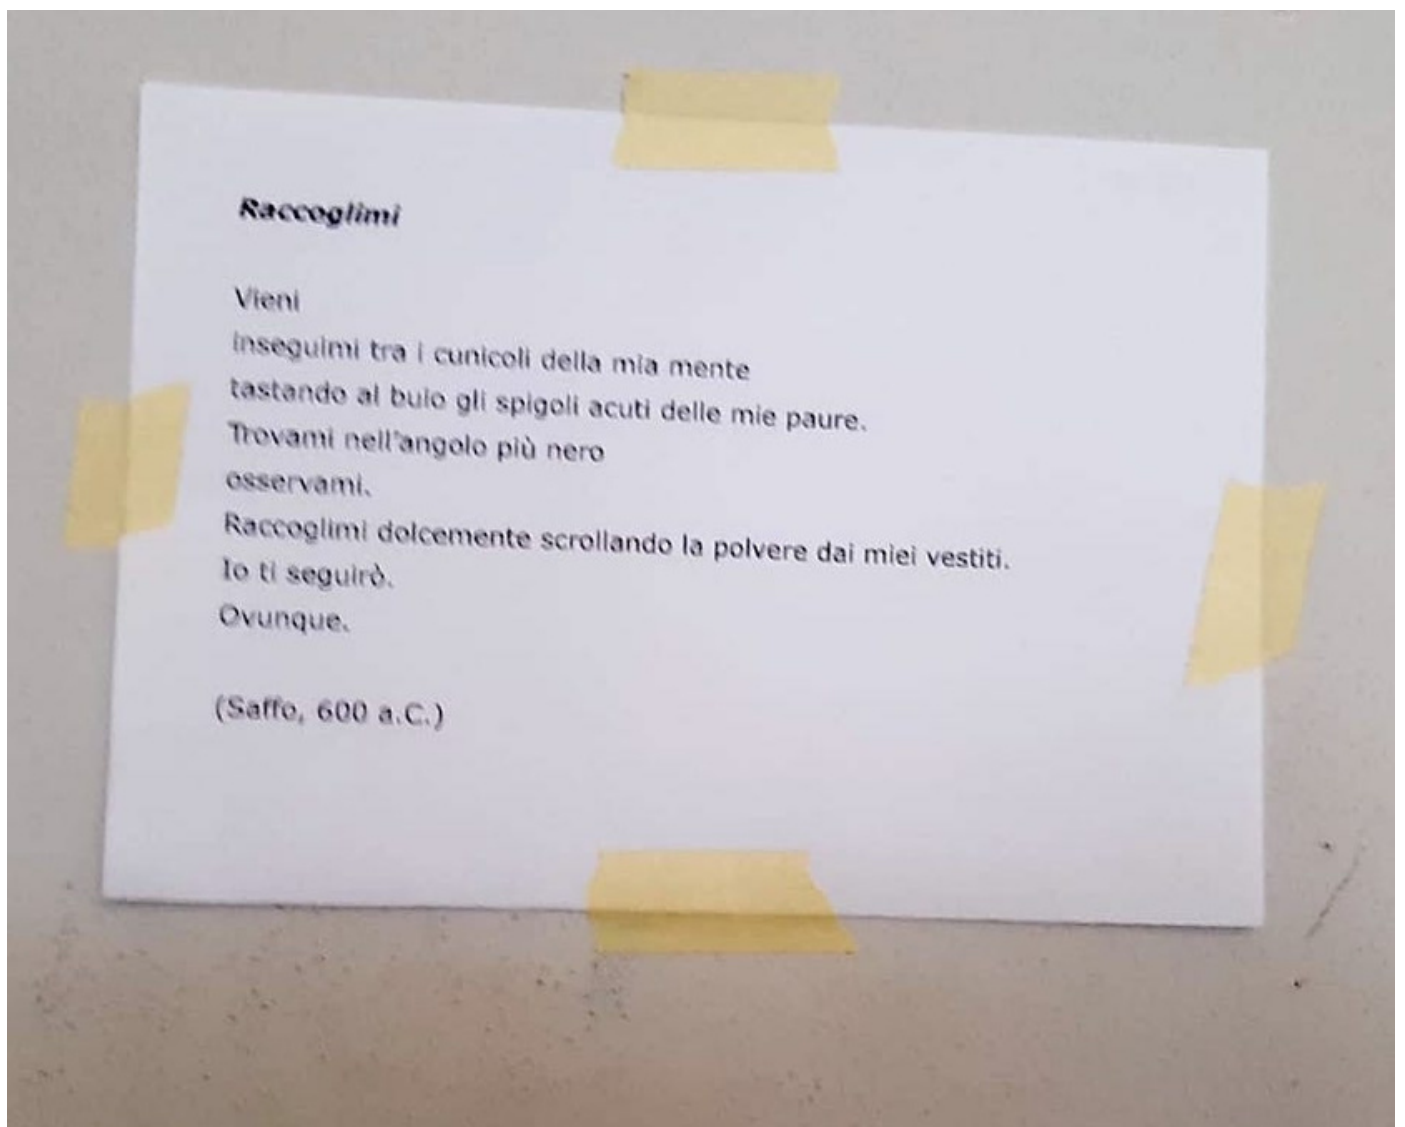 Raccoglimi
Vieni
inseguimi tra i cunicoli della mia mente
tastando al buio gli spigoli acuti delle mie paure.
Trovami nell'angolo più nero
osservami.
Raccoglimi dolcemente scrollando la polvere dai miei vestiti.
Io ti seguirò.
Ovunque.
(Saffo, 600 a.C.)